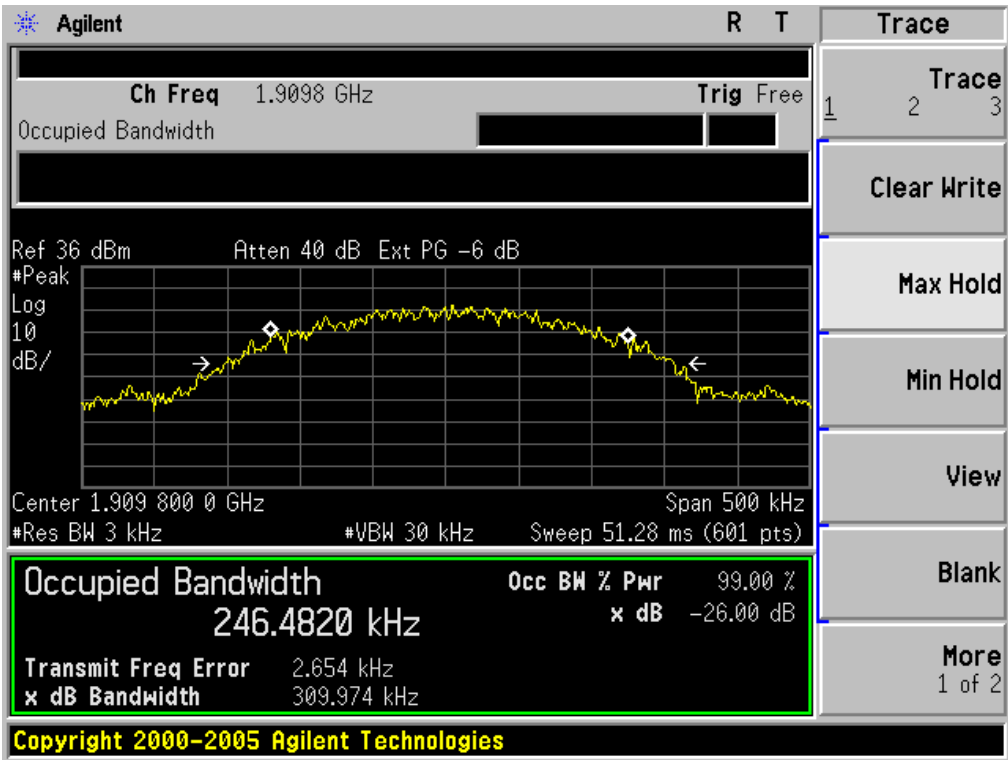 Agilent R T
Ch Freq 1.9098 GHz Trig Free
Occupied Bandwidth
Ref 36 dBm Atten 40 dB Ext PG -6 dB
#Peak
Log
10
dB/
Center 1.909 800 0 GHz Span 500 kHz
#Res BW 3 kHz #VBW 30 kHz Sweep 51.28 ms (601 pts)
Occupied Bandwidth Occ BW % Pwr 99.00 %
246.4820 kHz x dB -26.00 dB
Transmit Freq Error 2.654 kHz
x dB Bandwidth 309.974 kHz
Copyright 2000-2005 Agilent Technologies
Trace
Trace
1 2 3
Clear Write
Max Hold
Min Hold
View
Blank
More
1 of 2